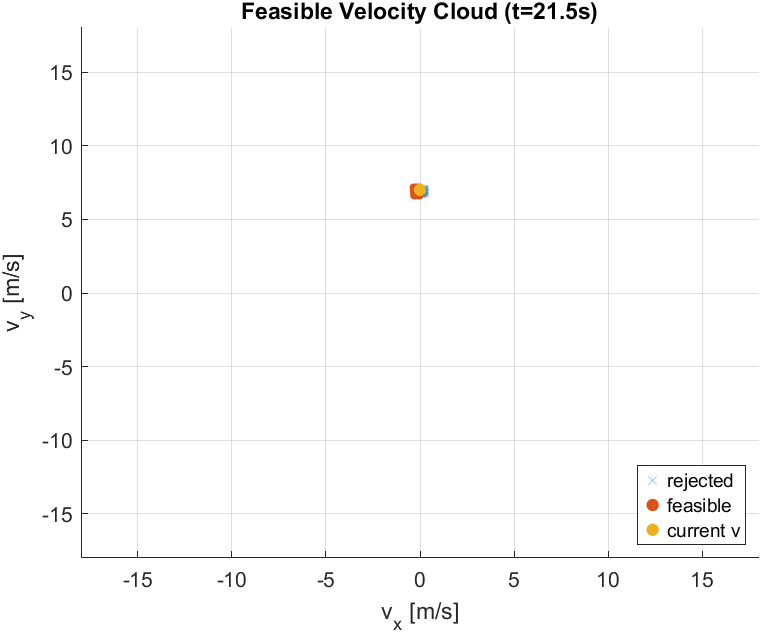 Feasible Velocity Cloud (t=21.5s)
15
10
5
0
-5
-10
-15
v_y [m/s]
-15 -10 -5 0 5 10 15
v_x [m/s]
rejected
feasible
current v